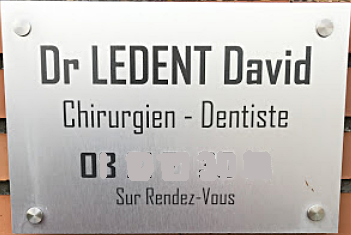 Dr LEDENT David
Chirurgien - Dentiste
03
Sur Rendez-Vous